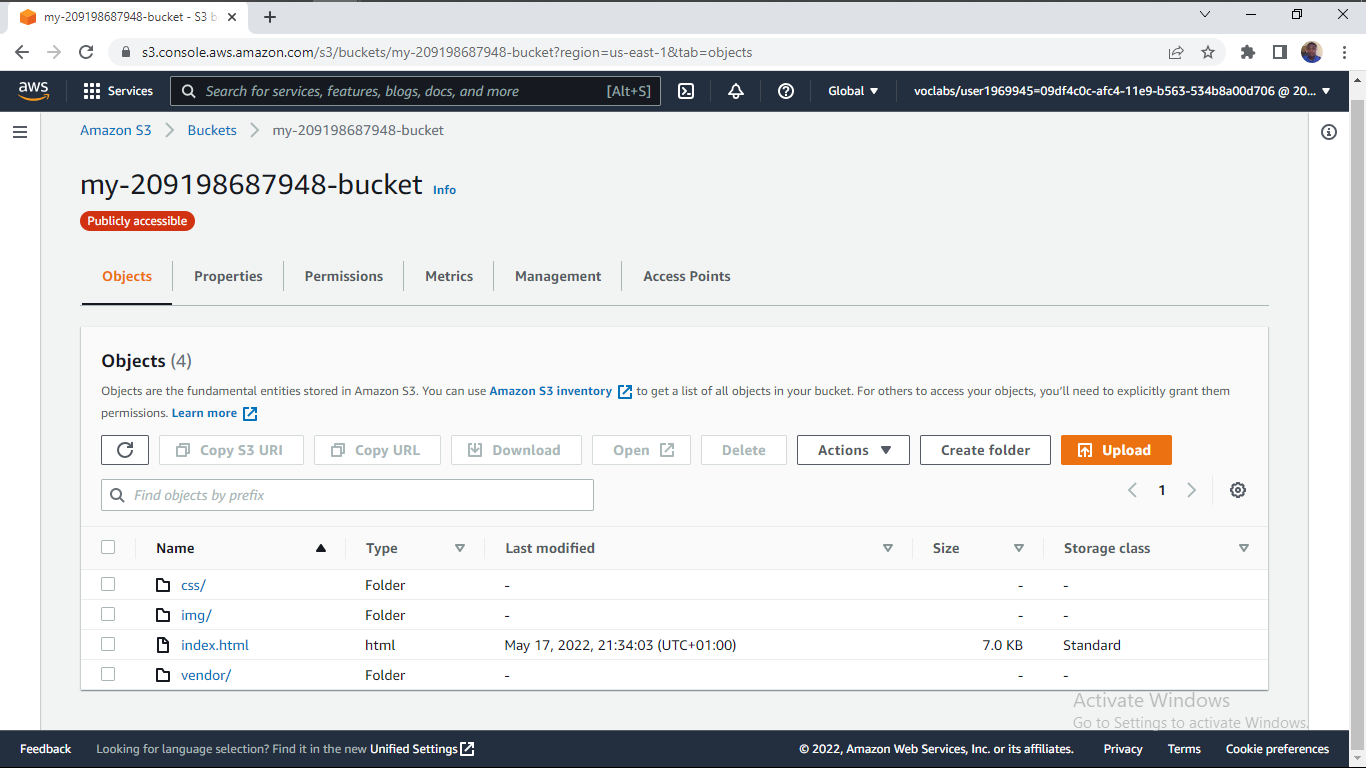 my-209198687948-bucket - S3 b
s3.console.aws.amazon.com/s3/buckets/my-209198687948-bucket?region=us-east-1&tab=objects
aws Services Search for services, features, blogs, docs, and more [Alt+S] Global voclabs/user1969945=09df4c0c-afc4-11e9-b563-534b8a00d706 @ 20...
Amazon S3 Buckets my-209198687948-bucket
my-209198687948-bucket Info
Publicly accessible
Objects Properties Permissions Metrics Management Access Points
Objects (4)
Objects are the fundamental entities stored in Amazon S3. You can use Amazon S3 inventory to get a list of all objects in your bucket. For others to access your objects, you'll need to explicitly grant them
permissions. Learn more
Copy S3 URI Copy URL Download Open Delete Actions Create folder Upload
Find objects by prefix 1
Name Type Last modified Size Storage class
css/ Folder - - -
img/ Folder - - -
index.html html May 17, 2022, 21:34:03 (UTC+01:00) 7.0 KB Standard
vendor/ Folder - - -
Activate Windows
Go to Settings to activate Windows.
Feedback Looking for language selection? Find it in the new Unified Settings © 2022, Amazon Web Services, Inc. or its affiliates. Privacy Terms Cookie preferences